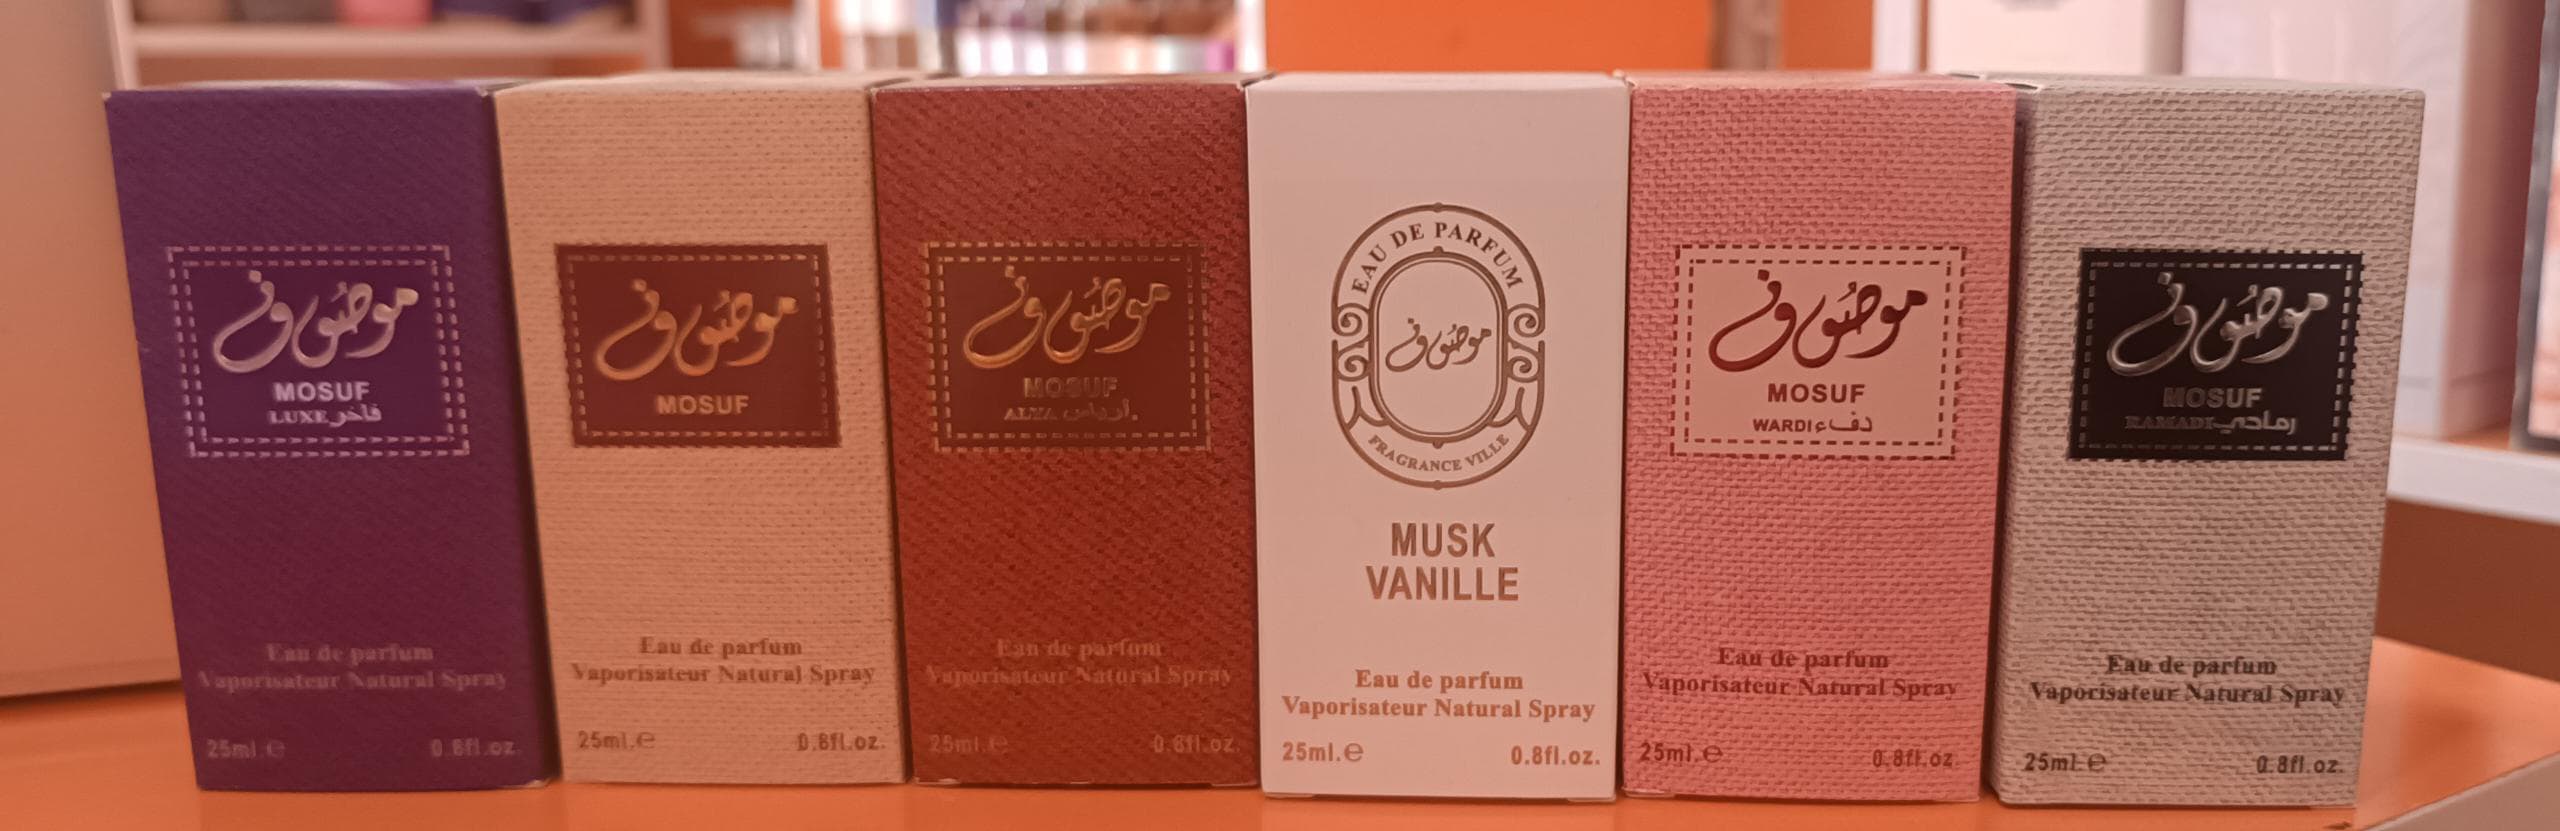 موصوف
MOSUF
LUXE فاخر
Eau de parfum
Vaporisateur Natural Spray
25ml.e 0.8fl.oz.
موصوف
MOSUF
Eau de parfum
Vaporisateur Natural Spray
25ml.e 0.8fl.oz.
موصوف
MOSUF
ALYA
Eau de parfum
Vaporisateur Natural Spray
25ml.e 0.8fl.oz.
EAU DE PARFUM
موصوف
FRAGRANCE VILLE
MUSK
VANILLE
Eau de parfum
Vaporisateur Natural Spray
25ml.e 0.8fl.oz.
موصوف
MOSUF
WARDI دفء
Eau de parfum
Vaporisateur Natural Spray
25ml.e 0.8fl.oz.
موصوف
MOSUF
RAMADI رمادي
Eau de parfum
Vaporisateur Natural Spray
25ml.e 0.8fl.oz.